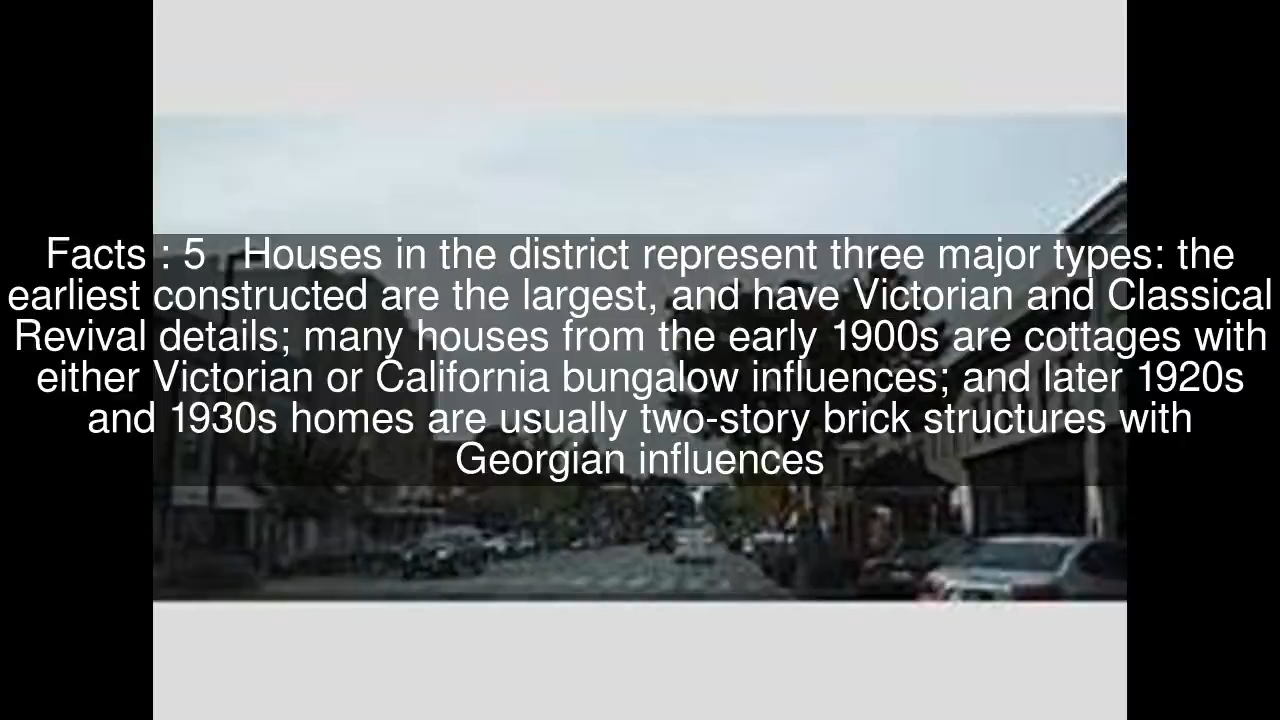 Facts : 5   Houses in the district represent three major types: the
earliest constructed are the largest, and have Victorian and Classical
Revival details; many houses from the early 1900s are cottages with
either Victorian or California bungalow influences; and later 1920s
and 1930s homes are usually two-story brick structures with
Georgian influences